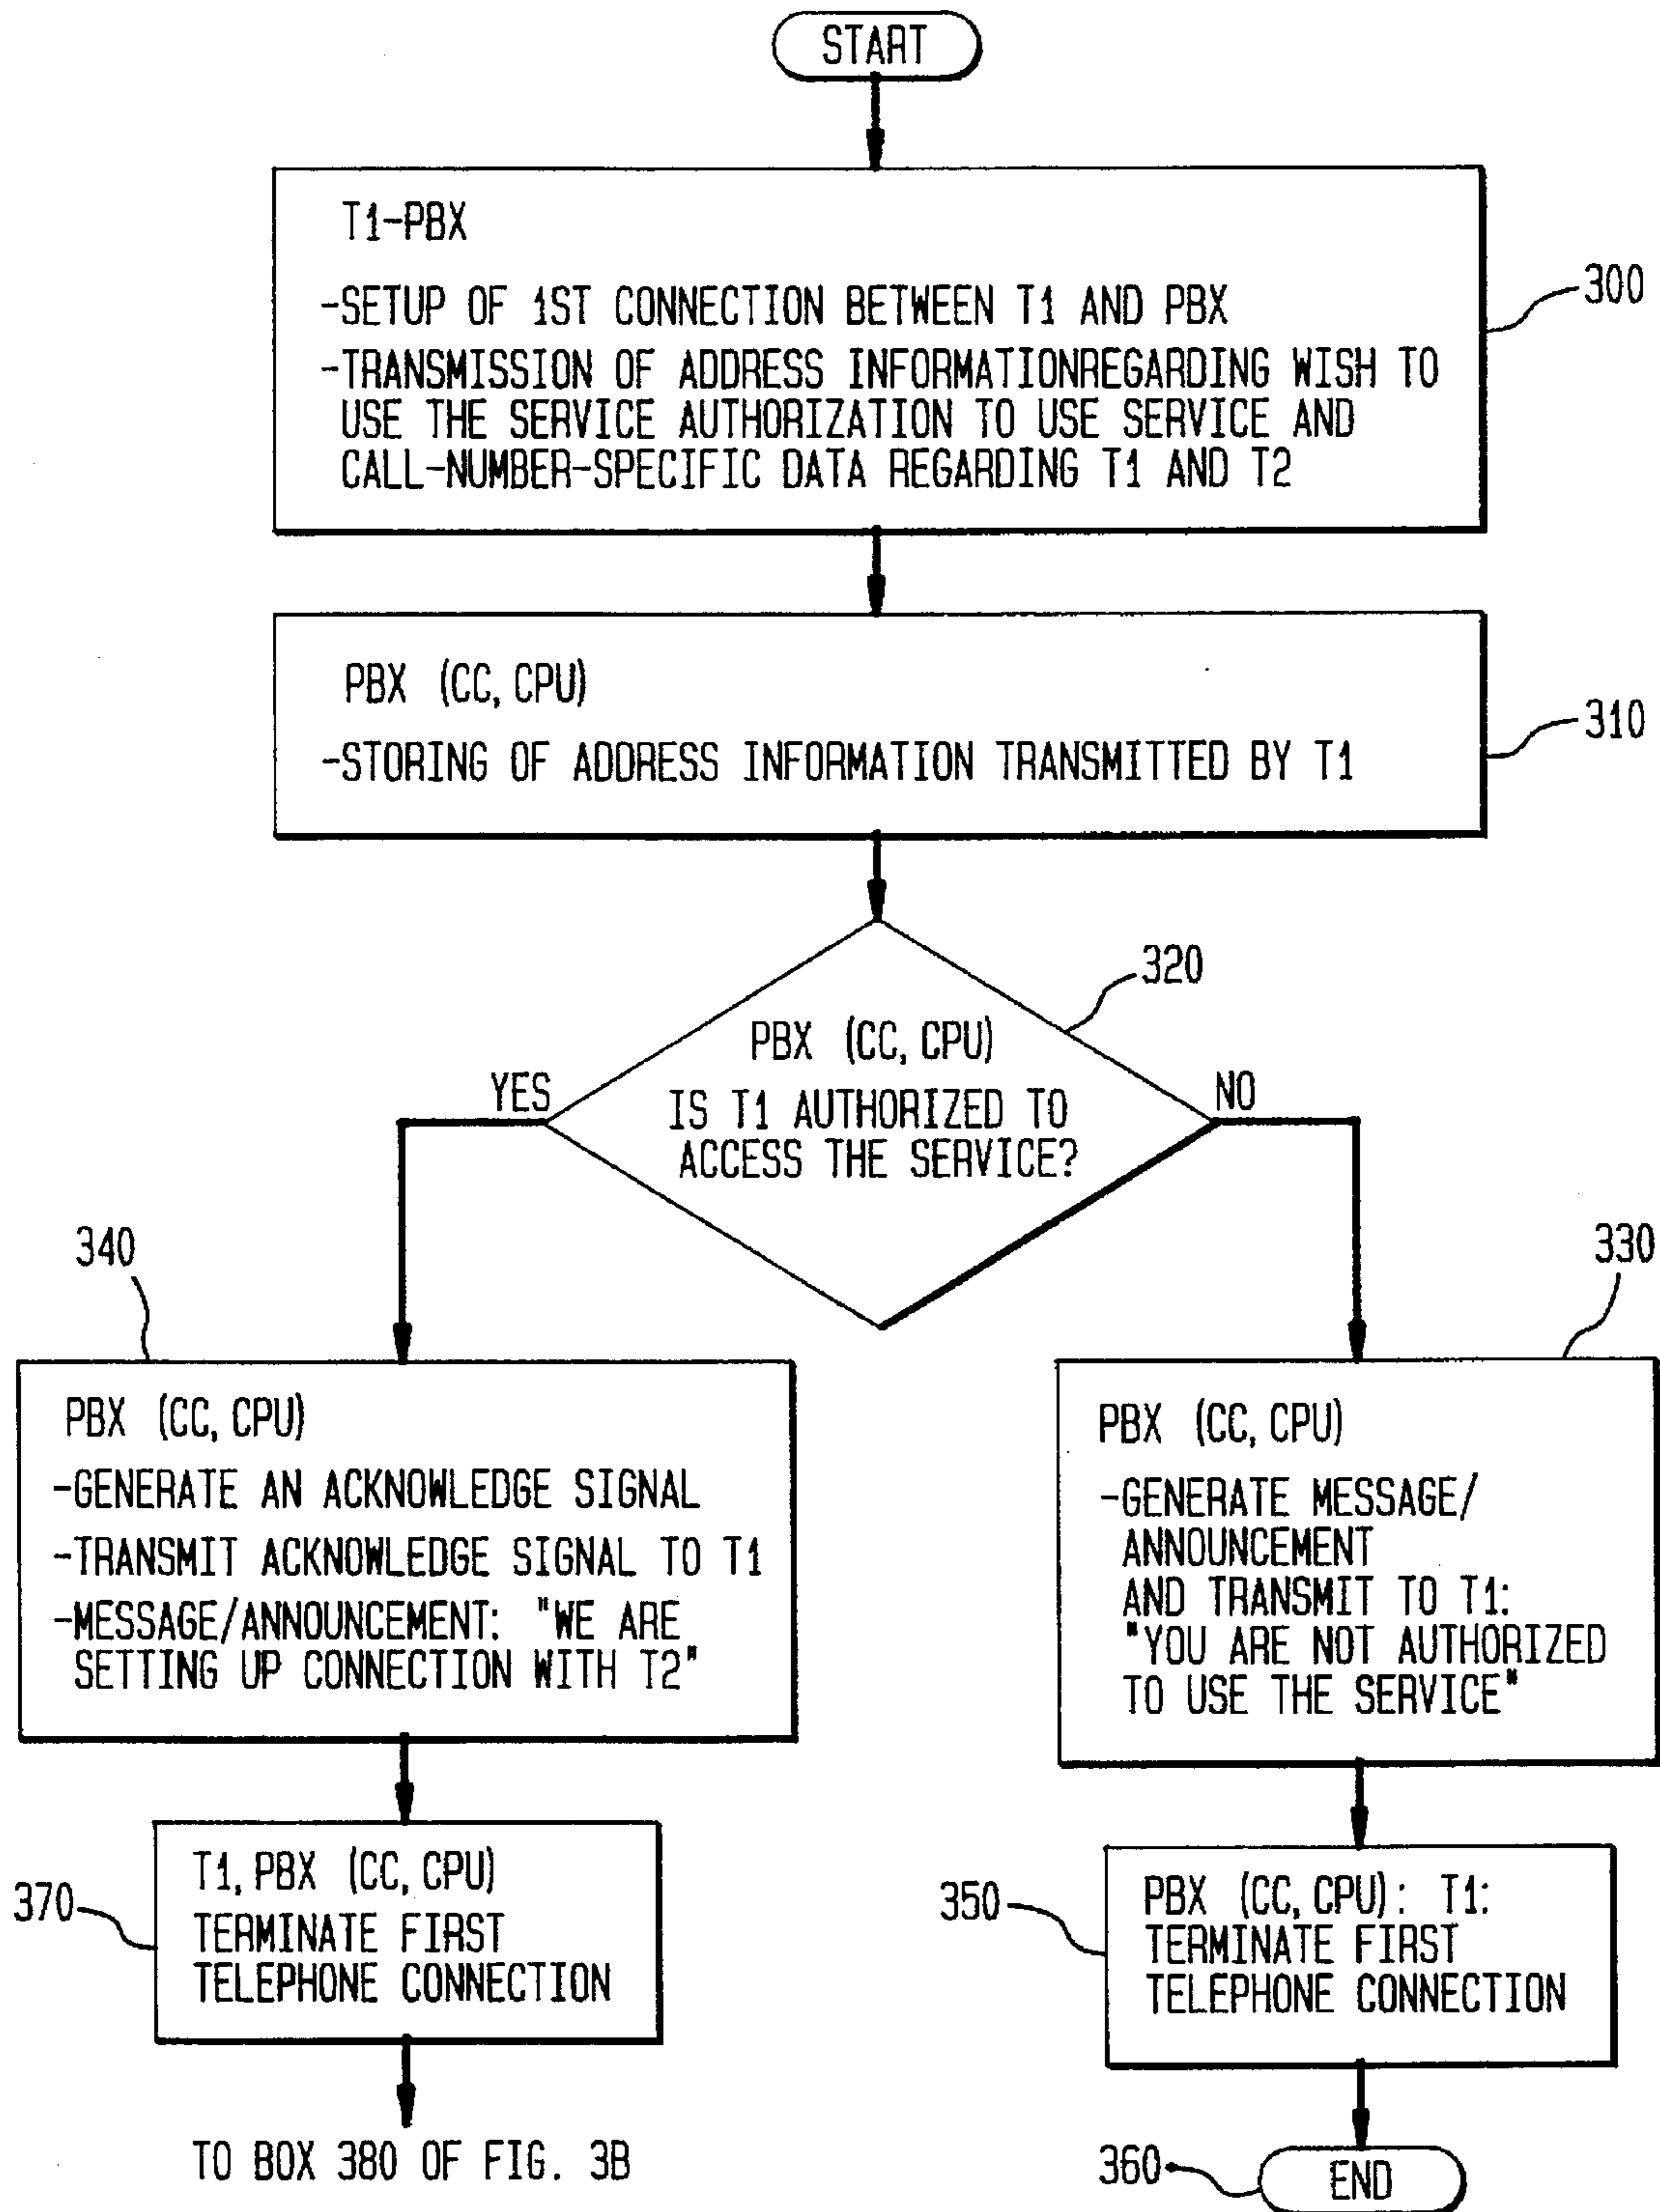 START
T1-PBX
-SETUP OF 1ST CONNECTION BETWEEN T1 AND PBX
-TRANSMISSION OF ADDRESS INFORMATIONREGARDING WISH TO
USE THE SERVICE AUTHORIZATION TO USE SERVICE AND
CALL-NUMBER-SPECIFIC DATA REGARDING T1 AND T2
300
PBX (CC, CPU)
-STORING OF ADDRESS INFORMATION TRANSMITTED BY T1
310
320
PBX (CC, CPU)
IS T1 AUTHORIZED TO
ACCESS THE SERVICE?
YES
NO
340
PBX (CC, CPU)
-GENERATE AN ACKNOWLEDGE SIGNAL
-TRANSMIT ACKNOWLEDGE SIGNAL TO T1
-MESSAGE/ANNOUNCEMENT: "WE ARE
SETTING UP CONNECTION WITH T2"
330
PBX (CC, CPU)
-GENERATE MESSAGE/
ANNOUNCEMENT
AND TRANSMIT TO T1:
"YOU ARE NOT AUTHORIZED
TO USE THE SERVICE"
370
T1, PBX (CC, CPU)
TERMINATE FIRST
TELEPHONE CONNECTION
350
PBX (CC, CPU): T1:
TERMINATE FIRST
TELEPHONE CONNECTION
TO BOX 380 OF FIG. 3B
360
END